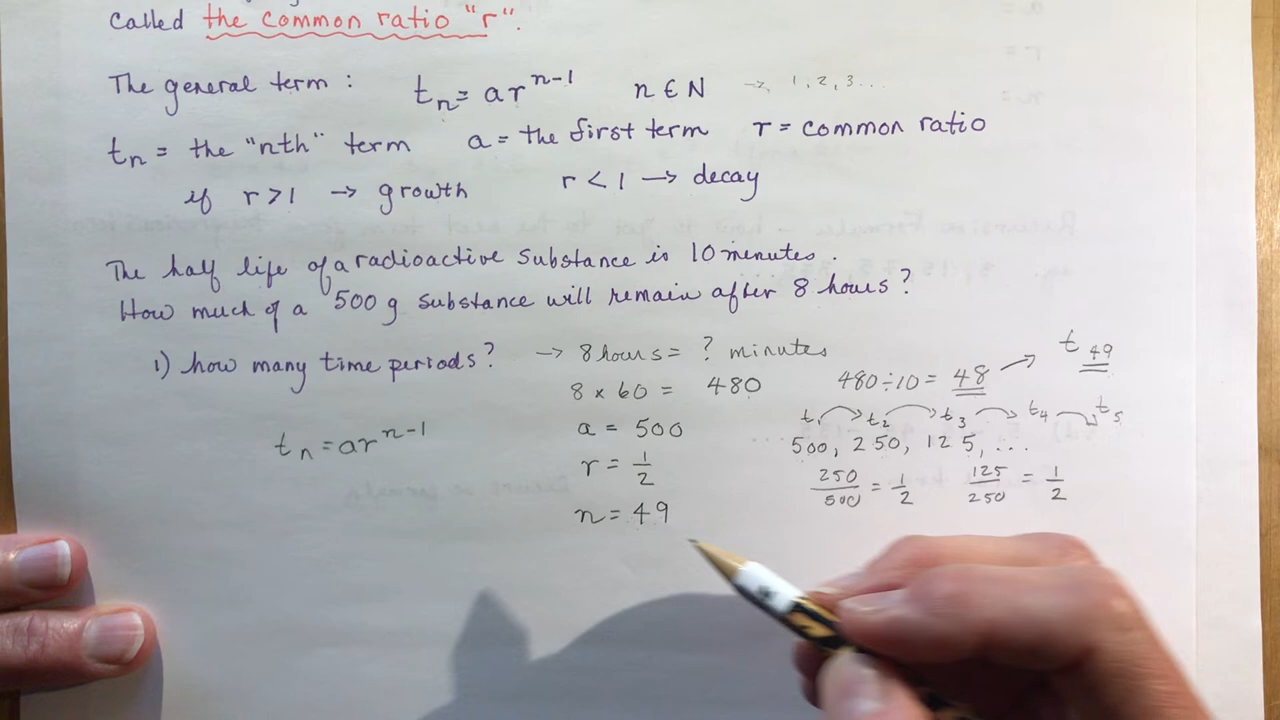 called the common ratio "r".
The general term : tn = ar^n-1 n ∈ N → 1, 2, 3...
tn = the "nth" term a = the first term r = common ratio
if r > 1 → growth r < 1 → decay
The half life of a radioactive substance is 10 minutes.
How much of a 500 g substance will remain after 8 hours?
1) how many time periods? → 8 hours = ? minutes
8 × 60 = 480 480 ÷ 10 = 48 → t49
tn = ar^n-1
a = 500
r = 1/2
n = 49
t1 t2 t3 t4 t5
500, 250, 125, ...
250/500 = 1/2 125/250 = 1/2